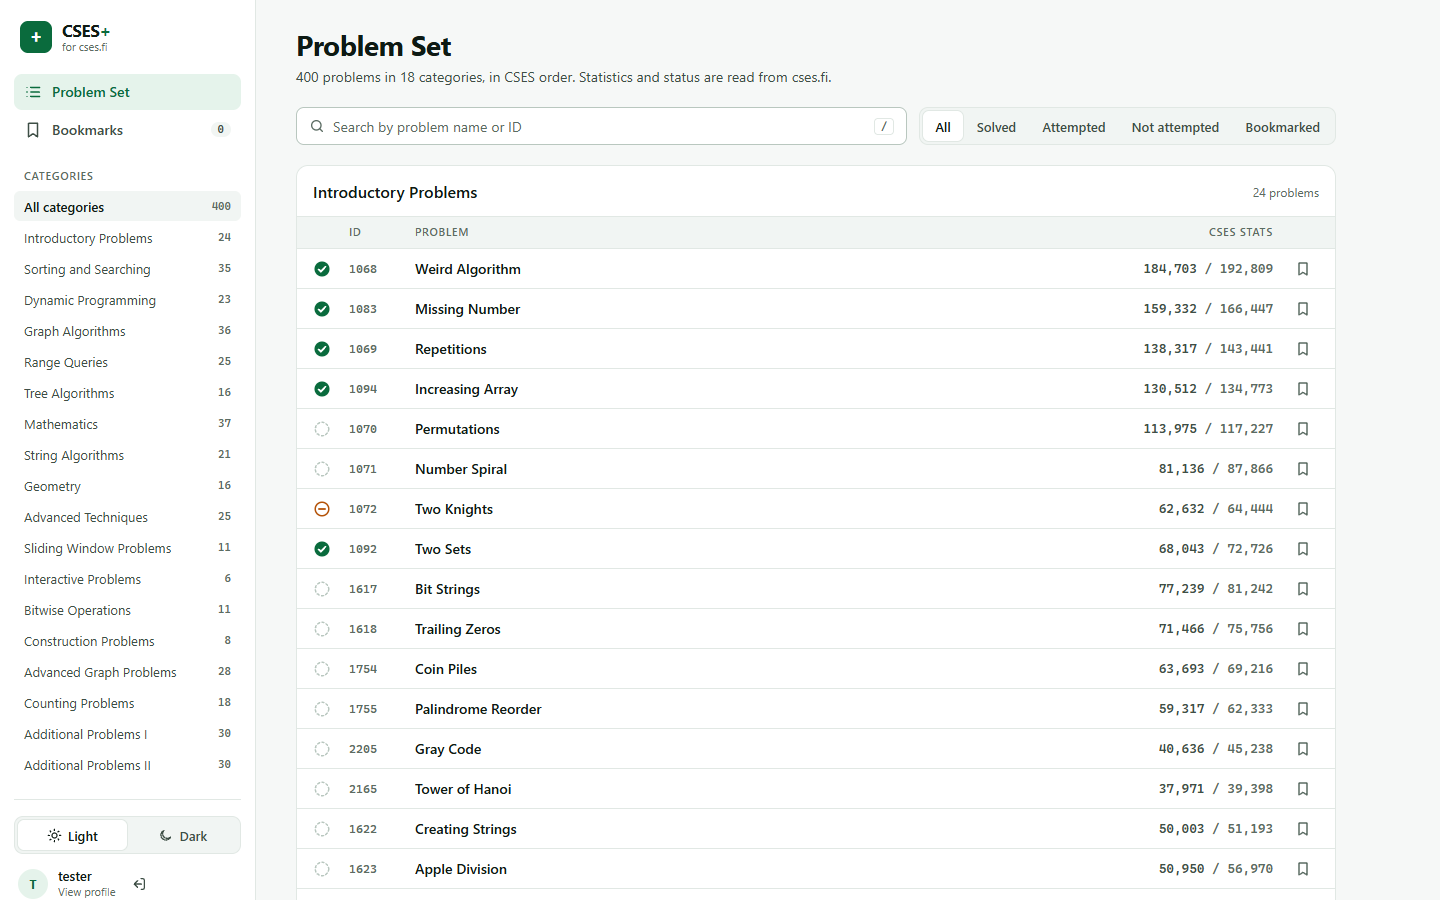 + CSES+
for cses.fi
Problem Set
Bookmarks 0
CATEGORIES
All categories 400
Introductory Problems 24
Sorting and Searching 35
Dynamic Programming 23
Graph Algorithms 36
Range Queries 25
Tree Algorithms 16
Mathematics 37
String Algorithms 21
Geometry 16
Advanced Techniques 25
Sliding Window Problems 11
Interactive Problems 6
Bitwise Operations 11
Construction Problems 8
Advanced Graph Problems 28
Counting Problems 18
Additional Problems I 30
Additional Problems II 30
Light Dark
T tester
View profile
Problem Set
400 problems in 18 categories, in CSES order. Statistics and status are read from cses.fi.
Search by problem name or ID /
All Solved Attempted Not attempted Bookmarked
Introductory Problems 24 problems
ID PROBLEM CSES STATS
1068 Weird Algorithm 184,703 / 192,809
1083 Missing Number 159,332 / 166,447
1069 Repetitions 138,317 / 143,441
1094 Increasing Array 130,512 / 134,773
1070 Permutations 113,975 / 117,227
1071 Number Spiral 81,136 / 87,866
1072 Two Knights 62,632 / 64,444
1092 Two Sets 68,043 / 72,726
1617 Bit Strings 77,239 / 81,242
1618 Trailing Zeros 71,466 / 75,756
1754 Coin Piles 63,693 / 69,216
1755 Palindrome Reorder 59,317 / 62,333
2205 Gray Code 40,636 / 45,238
2165 Tower of Hanoi 37,971 / 39,398
1622 Creating Strings 50,003 / 51,193
1623 Apple Division 50,950 / 56,970